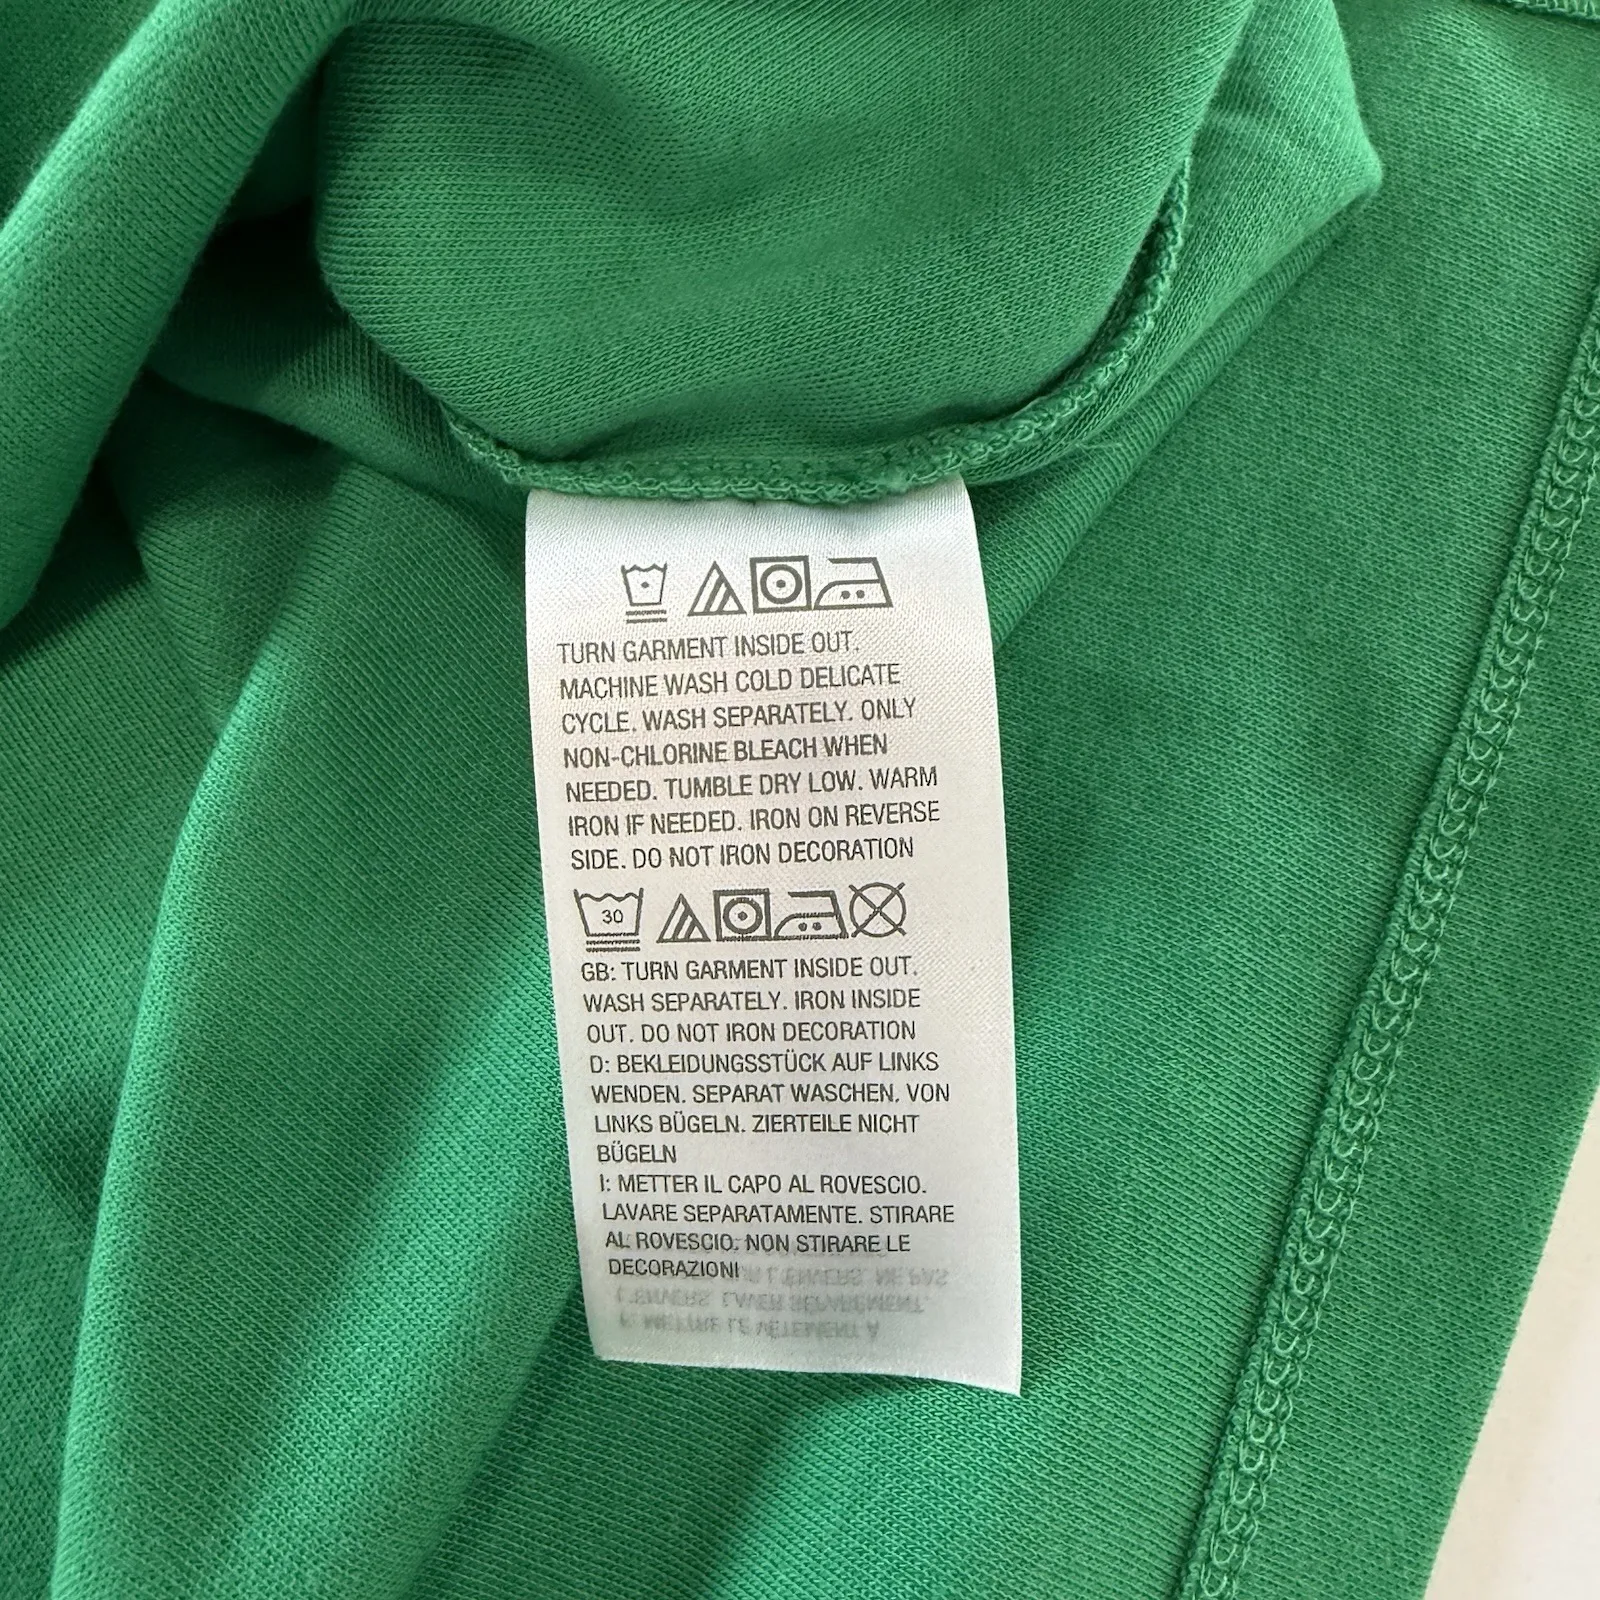 TURN GARMENT INSIDE OUT.
MACHINE WASH COLD DELICATE
CYCLE. WASH SEPARATELY. ONLY
NON-CHLORINE BLEACH WHEN
NEEDED. TUMBLE DRY LOW. WARM
IRON IF NEEDED. IRON ON REVERSE
SIDE. DO NOT IRON DECORATION
30
GB: TURN GARMENT INSIDE OUT.
WASH SEPARATELY. IRON INSIDE
OUT. DO NOT IRON DECORATION
D: BEKLEIDUNGSSTÜCK AUF LINKS
WENDEN. SEPARAT WASCHEN. VON
LINKS BÜGELN. ZIERTEILE NICHT
BÜGELN
I: METTER IL CAPO AL ROVESCIO.
LAVARE SEPARATAMENTE. STIRARE
AL ROVESCIO. NON STIRARE LE
DECORAZIONI